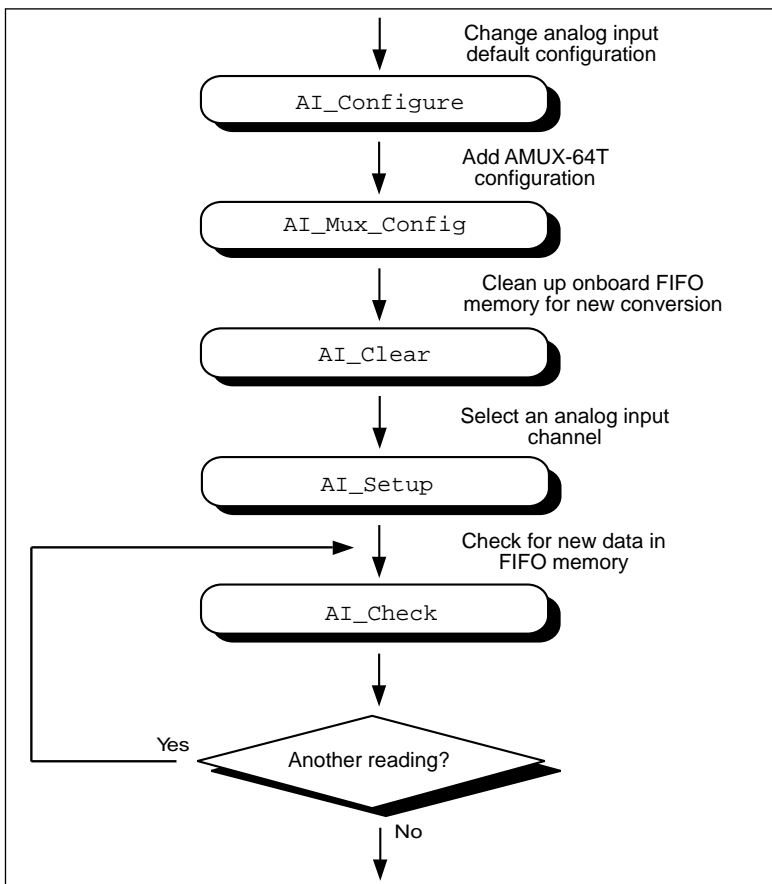 Change analog input
default configuration
AI_Configure
Add AMUX-64T
configuration
AI_Mux_Config
Clean up onboard FIFO
memory for new conversion
AI_Clear
Select an analog input
channel
AI_Setup
Check for new data in
FIFO memory
AI_Check
Yes
Another reading?
No